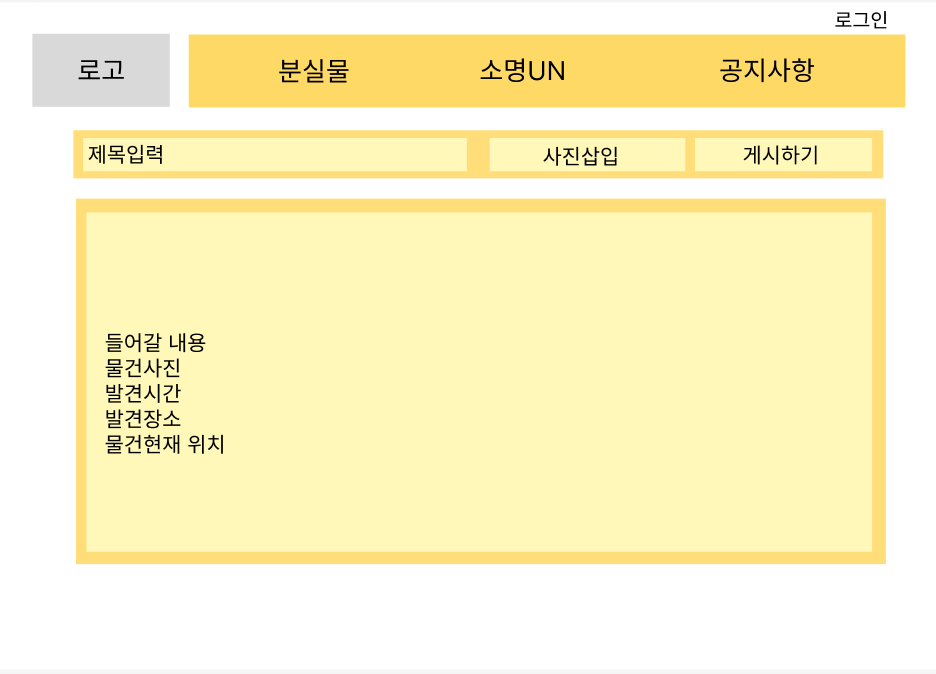 로그인
로고
분실물
소명UN
공지사항
제목입력
사진삽입
게시하기
들어갈 내용
물건사진
발견시간
발견장소
물건현재 위치